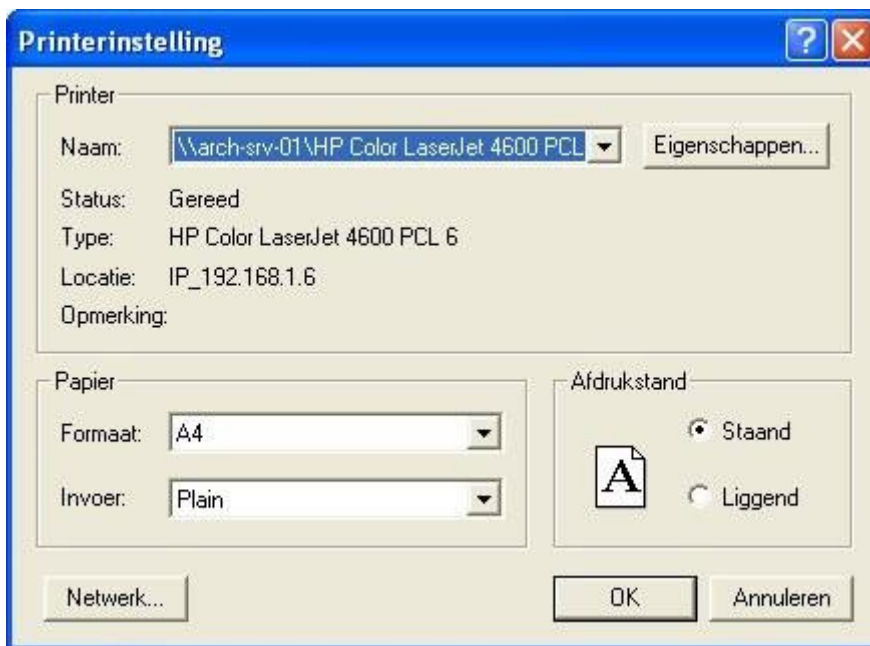 Printerinstelling
Printer
Naam: \\arch-srv-01\HP Color LaserJet 4600 PCL Eigenschappen...
Status: Gereed
Type: HP Color LaserJet 4600 PCL 6
Locatie: IP_192.168.1.6
Opmerking:
Papier
Formaat: A4
Invoer: Plain
Afdrukstand
A
Staand
Liggend
Netwerk... OK Annuleren